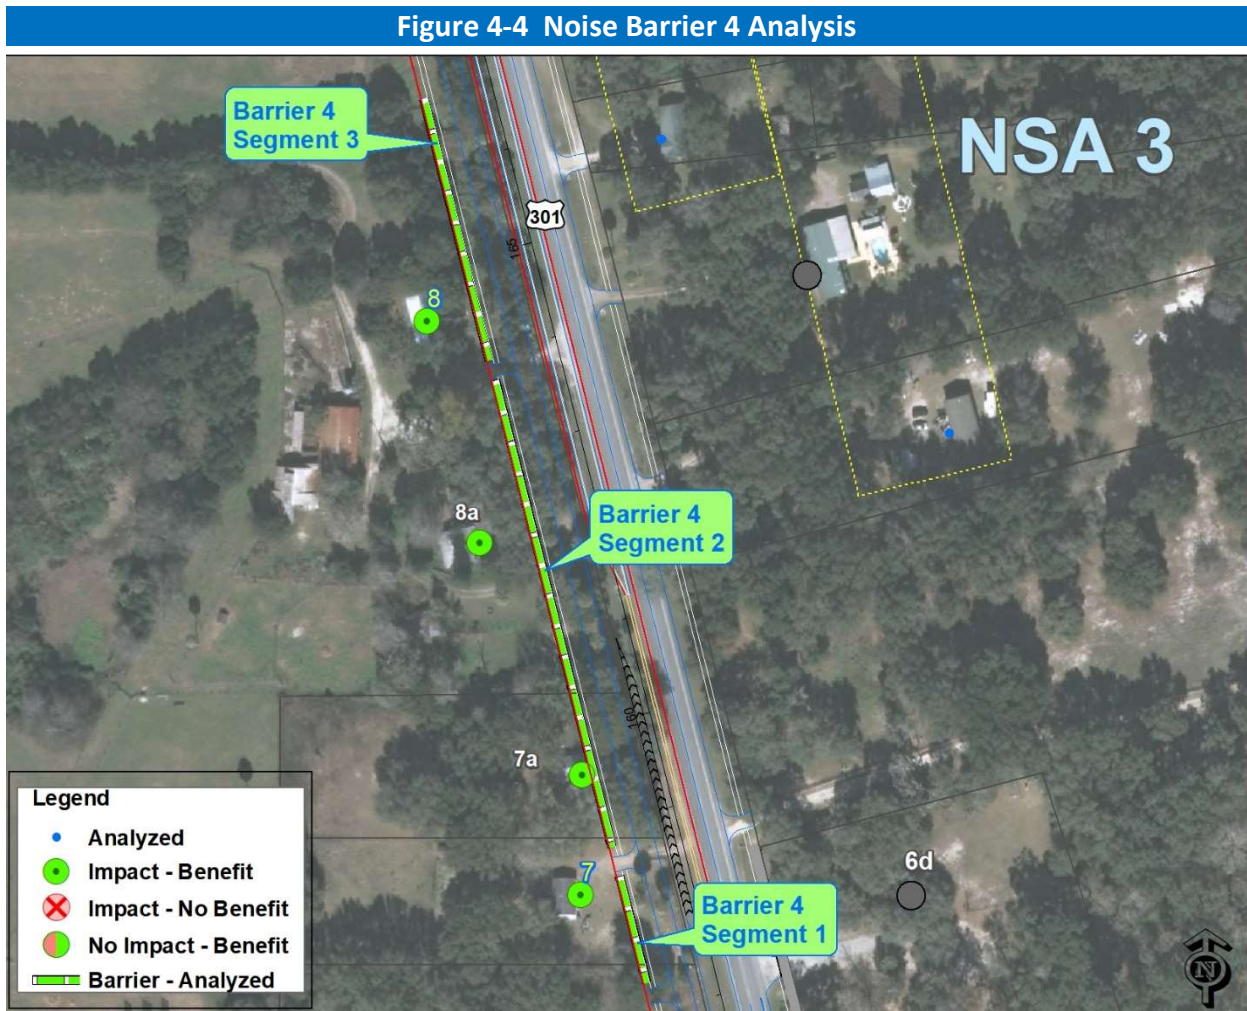 Figure 4-4 Noise Barrier 4 Analysis
Barrier 4
Segment 3
NSA 3
301
165
8
8a
Barrier 4
Segment 2
160
7a
7
6d
Barrier 4
Segment 1
Legend
Analyzed
Impact - Benefit
Impact - No Benefit
No Impact - Benefit
Barrier - Analyzed
N